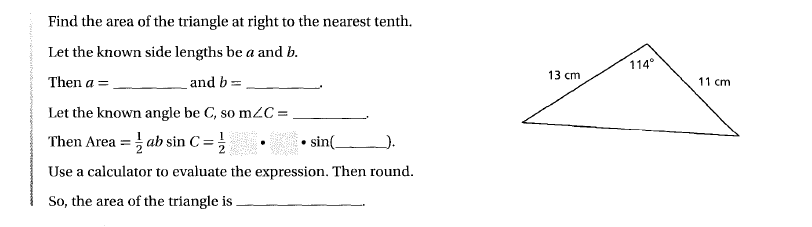 Find the area of the triangle at right to the nearest tenth.
Let the known side lengths be a and b.
Then a = ________ and b = ________.
Let the known angle be C, so m∠C = ________.
Then Area = 1/2 ab sin C = 1/2 • • sin(_____).
Use a calculator to evaluate the expression. Then round.
So, the area of the triangle is ______________.
114°
13 cm
11 cm